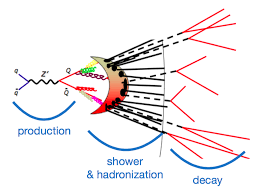 q
Z'
Q
q̄
Q̄
production
shower
& hadronization
decay